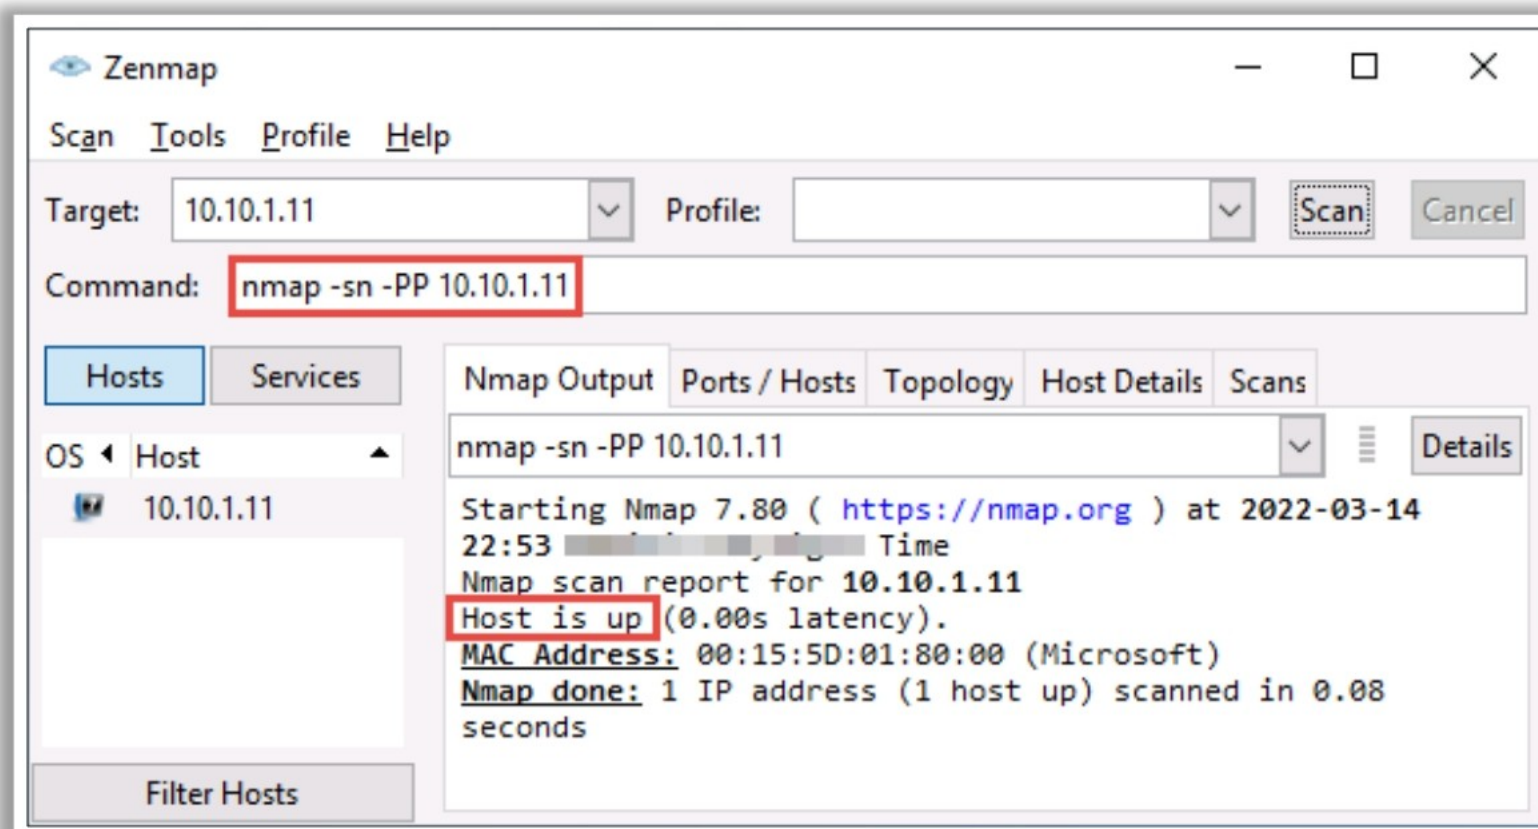 Zenmap
Scan Tools Profile Help
Target: 10.10.1.11 Profile: Scan Cancel
Command: nmap -sn -PP 10.10.1.11
Hosts Services
Nmap Output Ports / Hosts Topology Host Details Scans
OS Host
10.10.1.11
nmap -sn -PP 10.10.1.11 Details
Starting Nmap 7.80 ( https://nmap.org ) at 2022-03-14
22:53 Time
Nmap scan report for 10.10.1.11
Host is up (0.00s latency).
MAC Address: 00:15:5D:01:80:00 (Microsoft)
Nmap done: 1 IP address (1 host up) scanned in 0.08
seconds
Filter Hosts